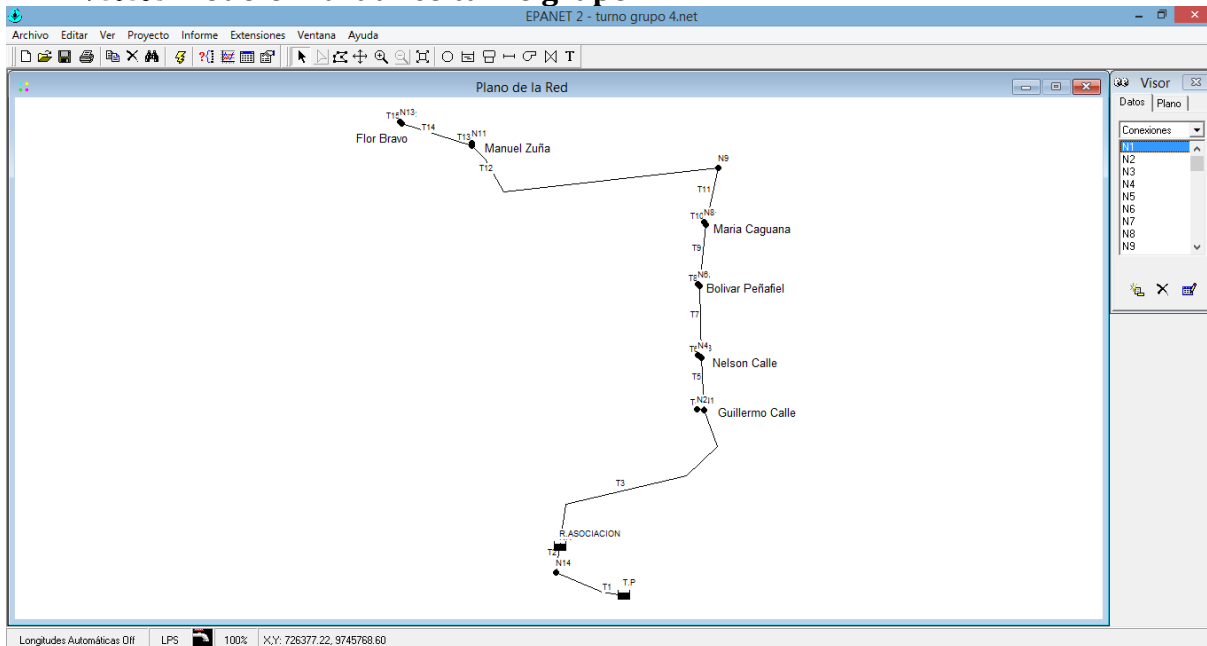 EPANET 2 - turno grupo 4.net
Archivo Editar Ver Proyecto Informe Extensiones Ventana Ayuda
T
Plano de la Red
Visor
Datos Plano
Conexiones
N1
N2
N3
N4
N5
N6
N7
N8
N9
N13
T14
Flor Bravo
T13 N11
Manuel Zuña
T12
N9
T11
T10 N8
Maria Caguana
T9
T8 N6
Bolivar Peñafiel
T7
N4
Nelson Calle
T5
N2
Guillermo Calle
T3
R.ASOCIACION
T2
N14
T1 T.P
Longitudes Automáticas Off LPS 100% X,Y: 726377.22, 9745768.60